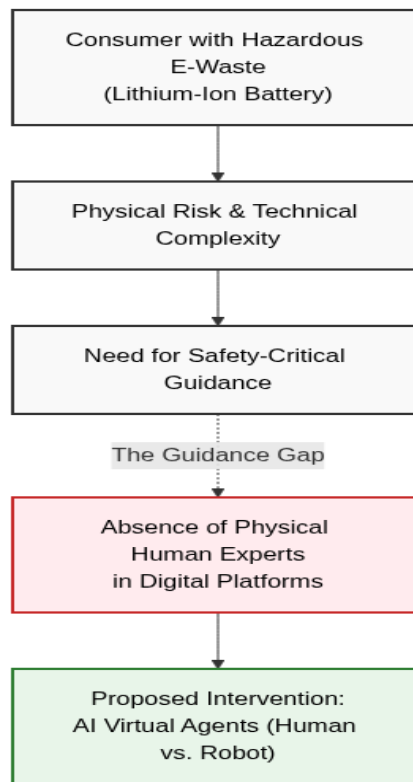 Consumer with Hazardous
E-Waste
(Lithium-Ion Battery)
Physical Risk & Technical
Complexity
Need for Safety-Critical
Guidance
The Guidance Gap
Absence of Physical
Human Experts
in Digital Platforms
Proposed Intervention:
AI Virtual Agents (Human
vs. Robot)